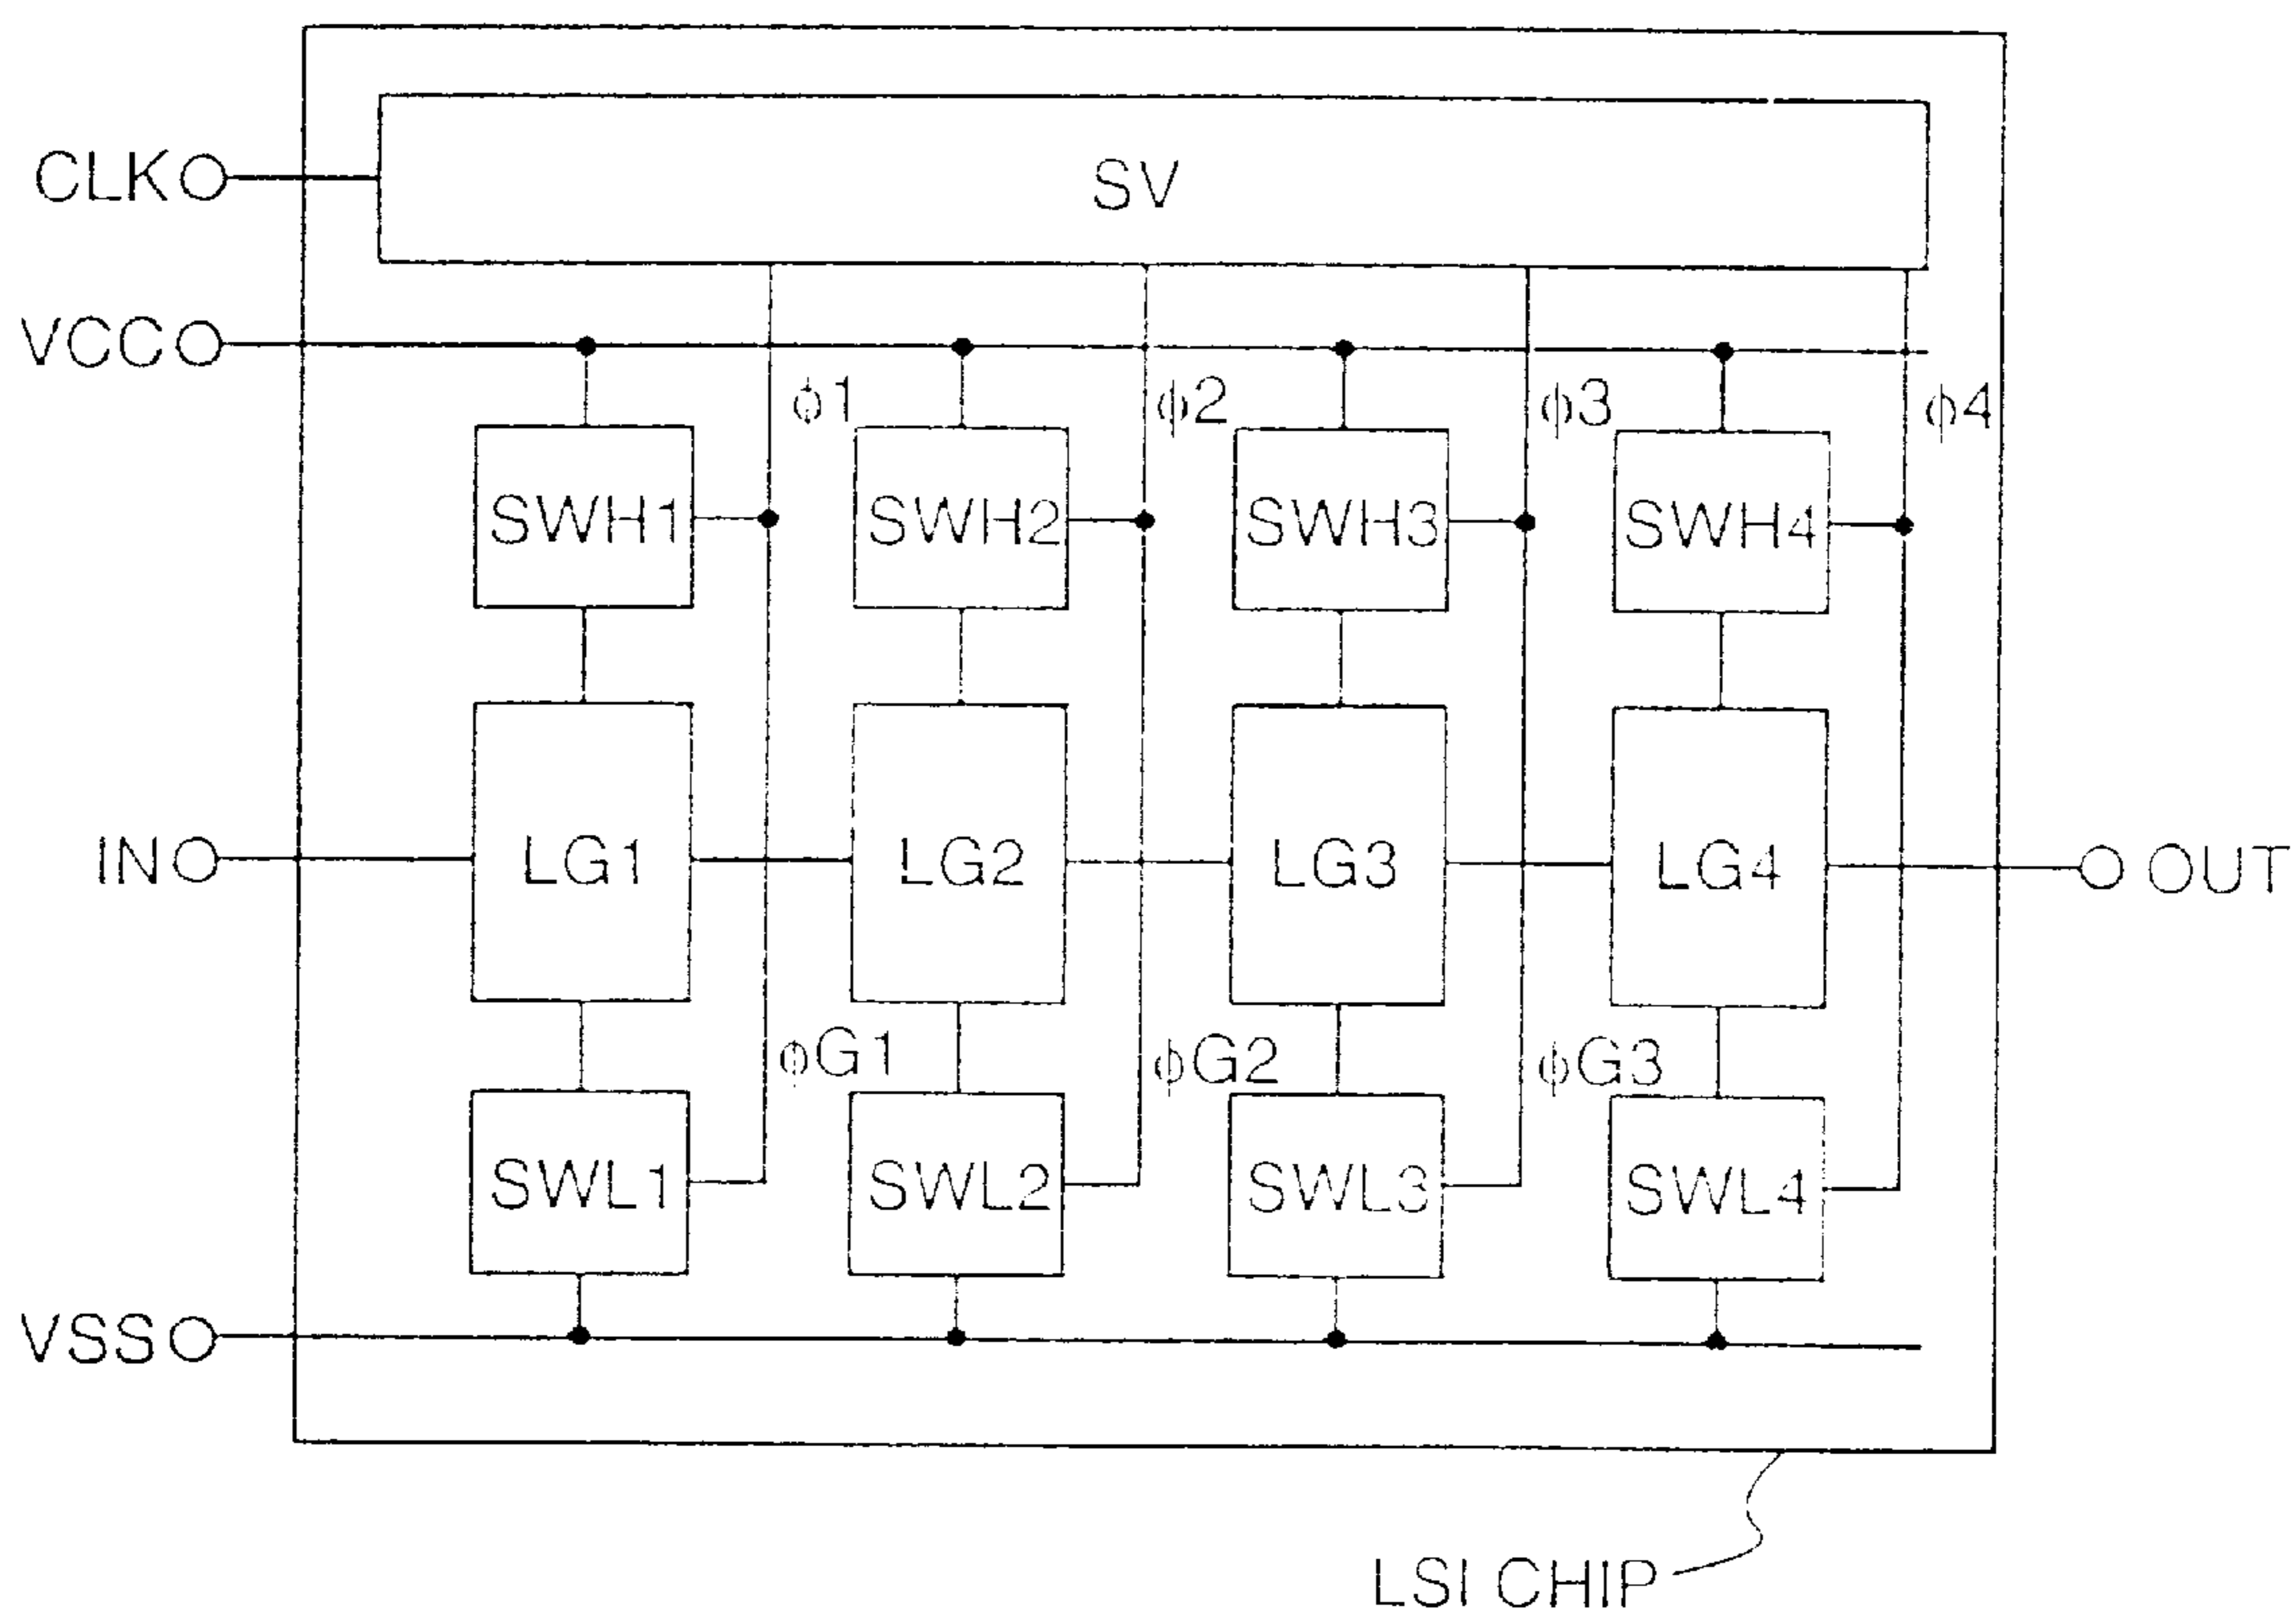 CLK
SV
VCC
φ1
φ2
φ3
φ4
SWH1
SWH2
SWH3
SWH4
IN
LG1
LG2
LG3
LG4
OUT
φG1
φG2
φG3
SWL1
SWL2
SWL3
SWL4
VSS
LSI CHIP